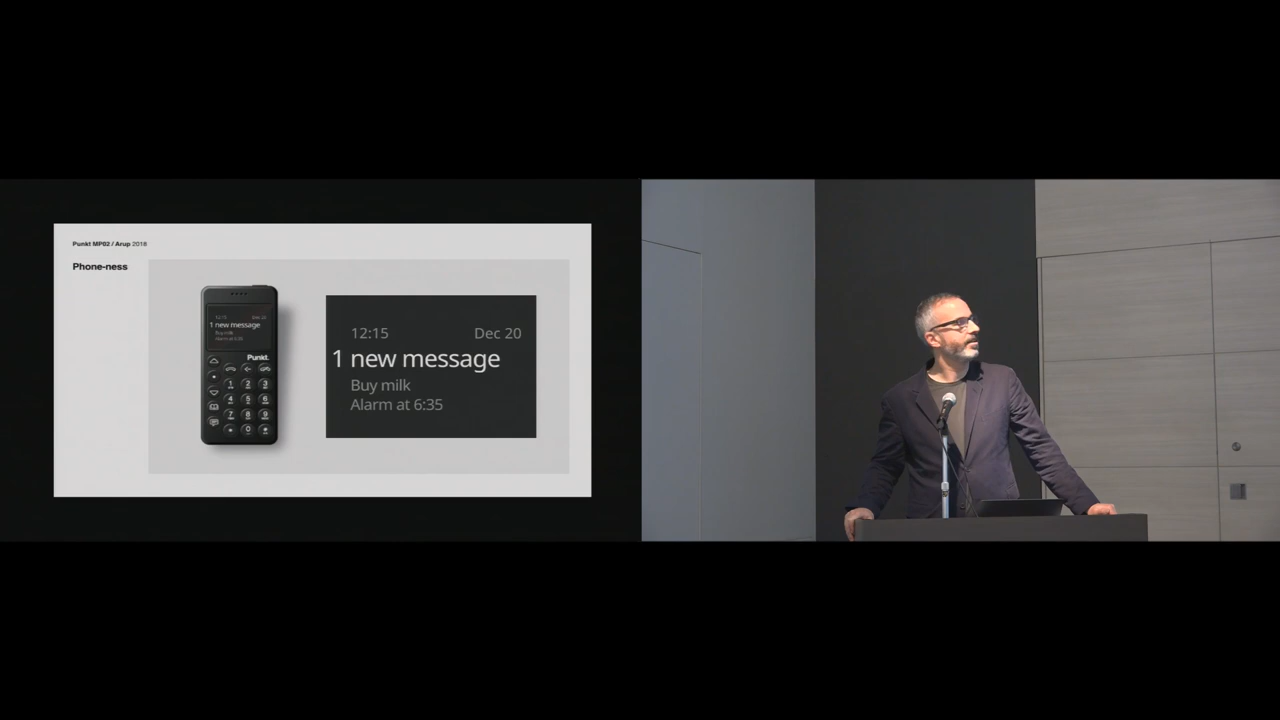 Punkt MP02 / Arup 2018
Phone-ness
12:15 Dec 20
1 new message
Buy milk
Alarm at 6:35
Punkt.
1 2 3
4 5 6
7 8 9
0
12:15 Dec 20
1 new message
Buy milk
Alarm at 6:35